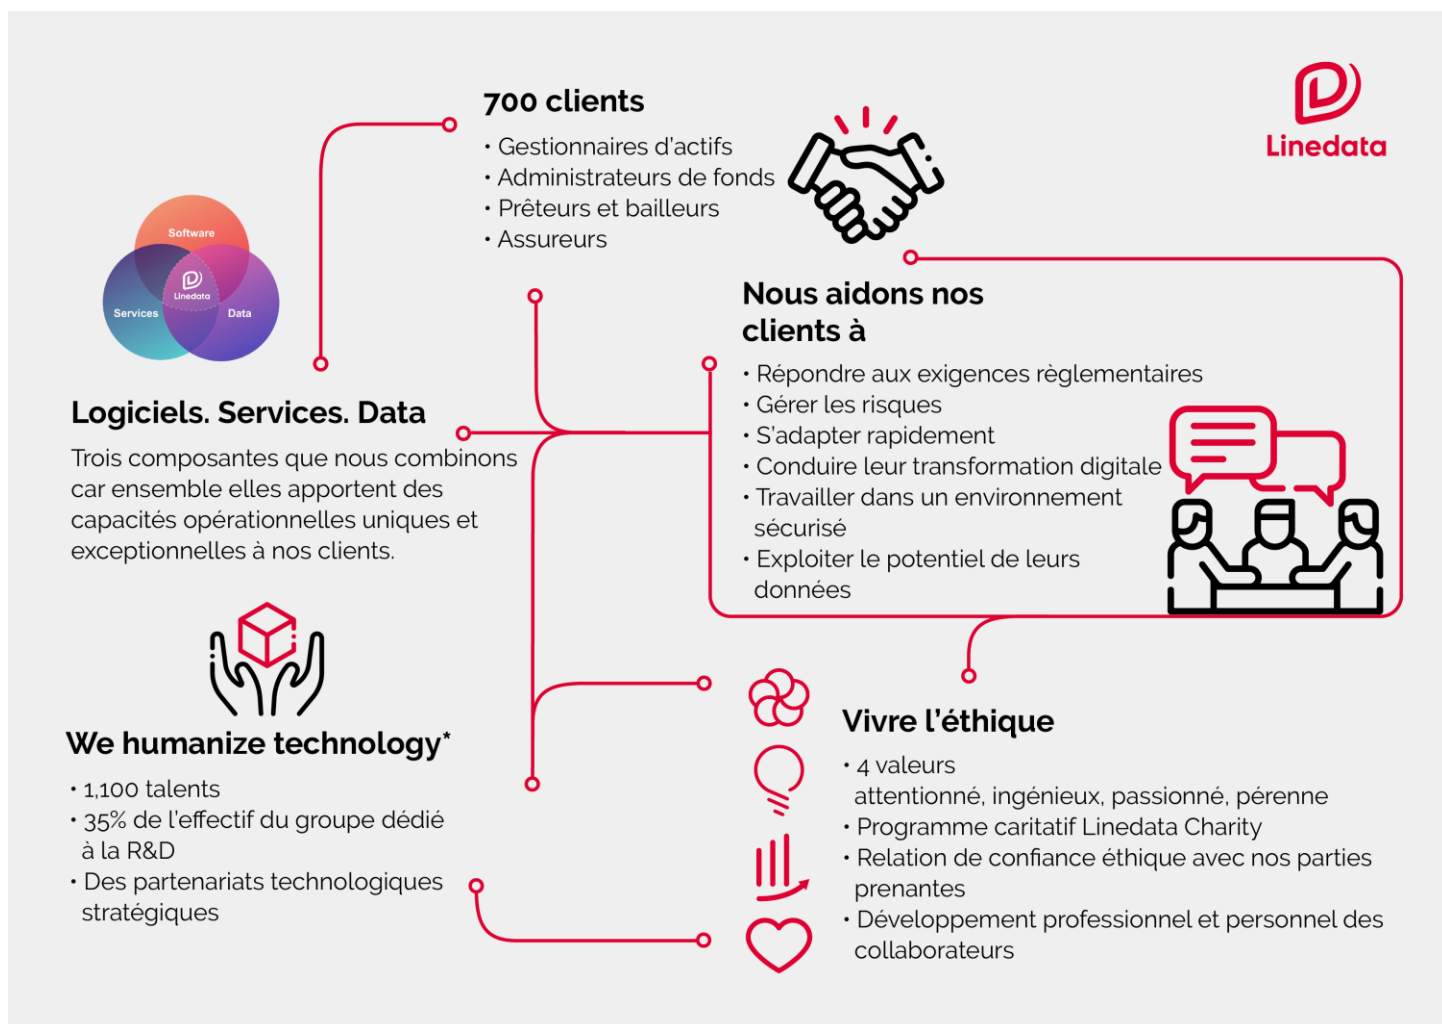 700 clients
• Gestionnaires d'actifs
• Administrateurs de fonds
• Prêteurs et bailleurs
• Assureurs
Linedata
Software
Linedata
Services
Data
Logiciels. Services. Data
Trois composantes que nous combinons
car ensemble elles apportent des
capacités opérationnelles uniques et
exceptionnelles à nos clients.
Nous aidons nos
clients à
• Répondre aux exigences règlementaires
• Gérer les risques
• S'adapter rapidement
• Conduire leur transformation digitale
• Travailler dans un environnement
sécurisé
• Exploiter le potentiel de leurs
données
We humanize technology*
• 1,100 talents
• 35% de l'effectif du groupe dédié
à la R&D
• Des partenariats technologiques
stratégiques
Vivre l'éthique
• 4 valeurs
attentionné, ingénieux, passionné, pérenne
• Programme caritatif Linedata Charity
• Relation de confiance éthique avec nos parties
prenantes
• Développement professionnel et personnel des
collaborateurs